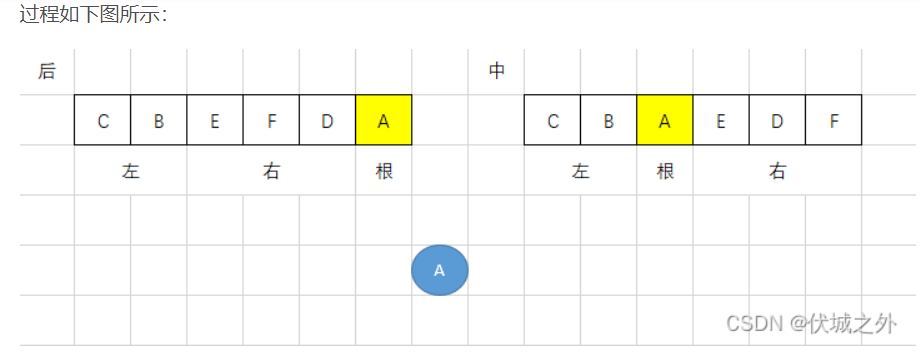 过程如下图所示：
后 中
C B E F D A C B A E D F
左 右 根 左 根 右
A
CSDN @伏城之外